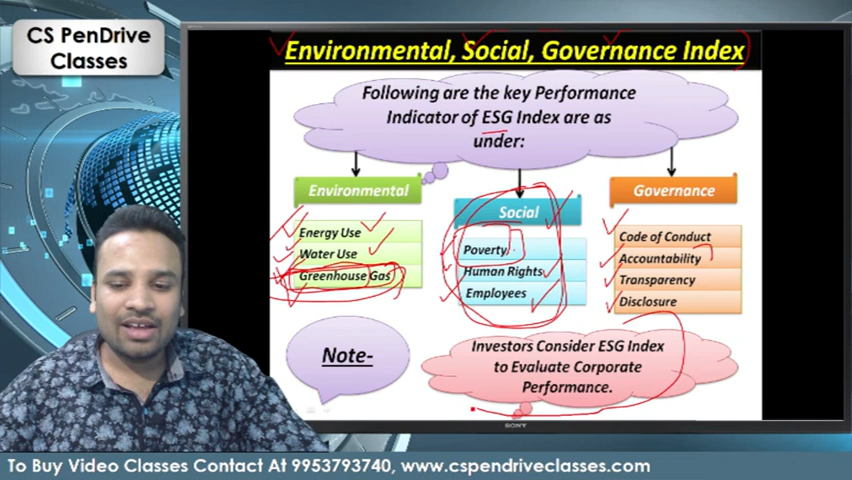 CS PenDrive
Classes
Environmental, Social, Governance Index
Following are the key Performance
Indicator of ESG Index are as
under:
Environmental
Social
Governance
Energy Use
Water Use
Greenhouse Gas
Poverty
Human Rights
Employees
Code of Conduct
Accountability
Transparency
Disclosure
Note-
Investors Consider ESG Index
to Evaluate Corporate
Performance.
SONY
To Buy Video Classes Contact At 9953793740, www.cspendriveclasses.com